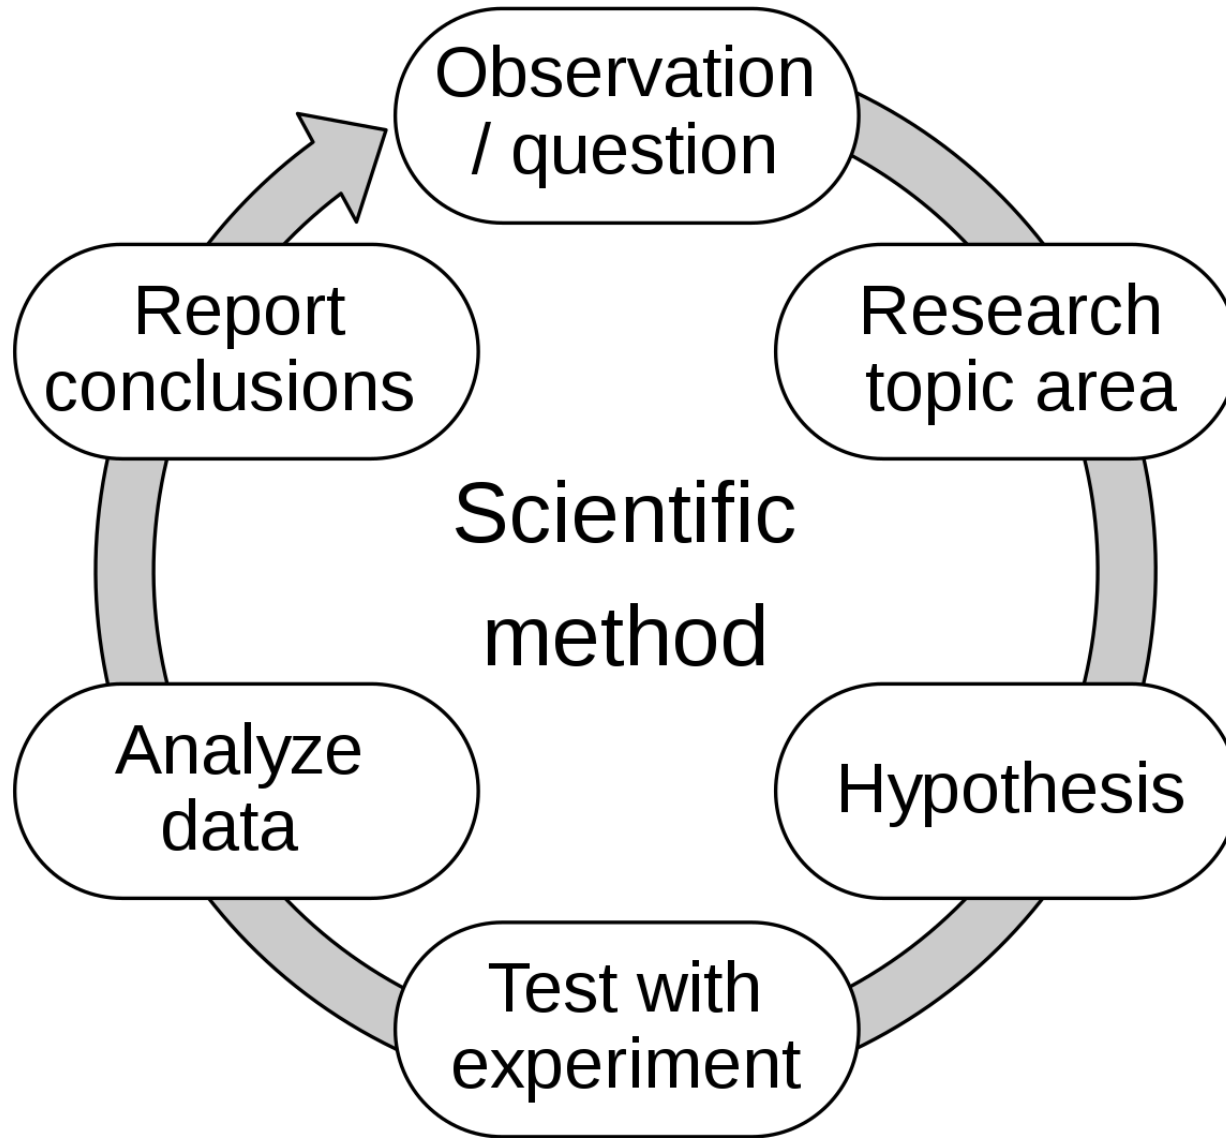 Observation
/ question
Research
topic area
Hypothesis
Test with
experiment
Analyze
data
Report
conclusions
Scientific
method